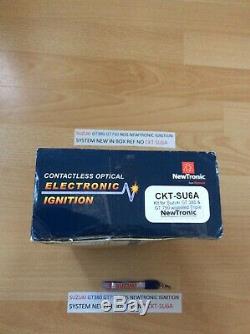 SUZUKI GT380 GT750 NOS NEWTRONIC IGNITION
SYSTEM NEW IN BOX REF NO CKT-SU6A
CONTACTLESS OPTICAL
ELECTRONIC
IGNITION
NewTronic
CKT-SU6A
Kit for Suzuki GT 380 &
GT 750
Triple
NewTronic
SUZUKI GT380 GT750 NOS NEWTRONIC IGNITION
SYSTEM NEW IN BOX REF NO CKT-SU6A